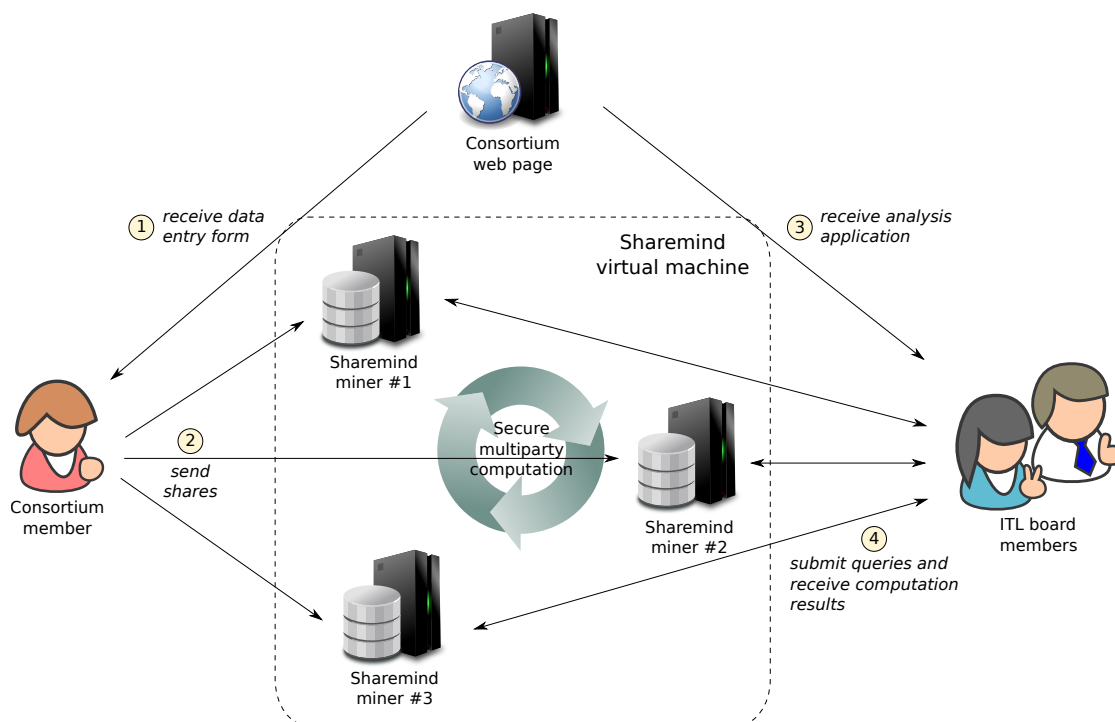 Consortium
web page
1
receive data
entry form
3
receive analysis
application
Sharemind
virtual machine
Sharemind
miner #1
2
send
shares
Secure
multiparty
computation
Consortium
member
Sharemind
miner #2
ITL board
members
4
submit queries and
receive computation
results
Sharemind
miner #3